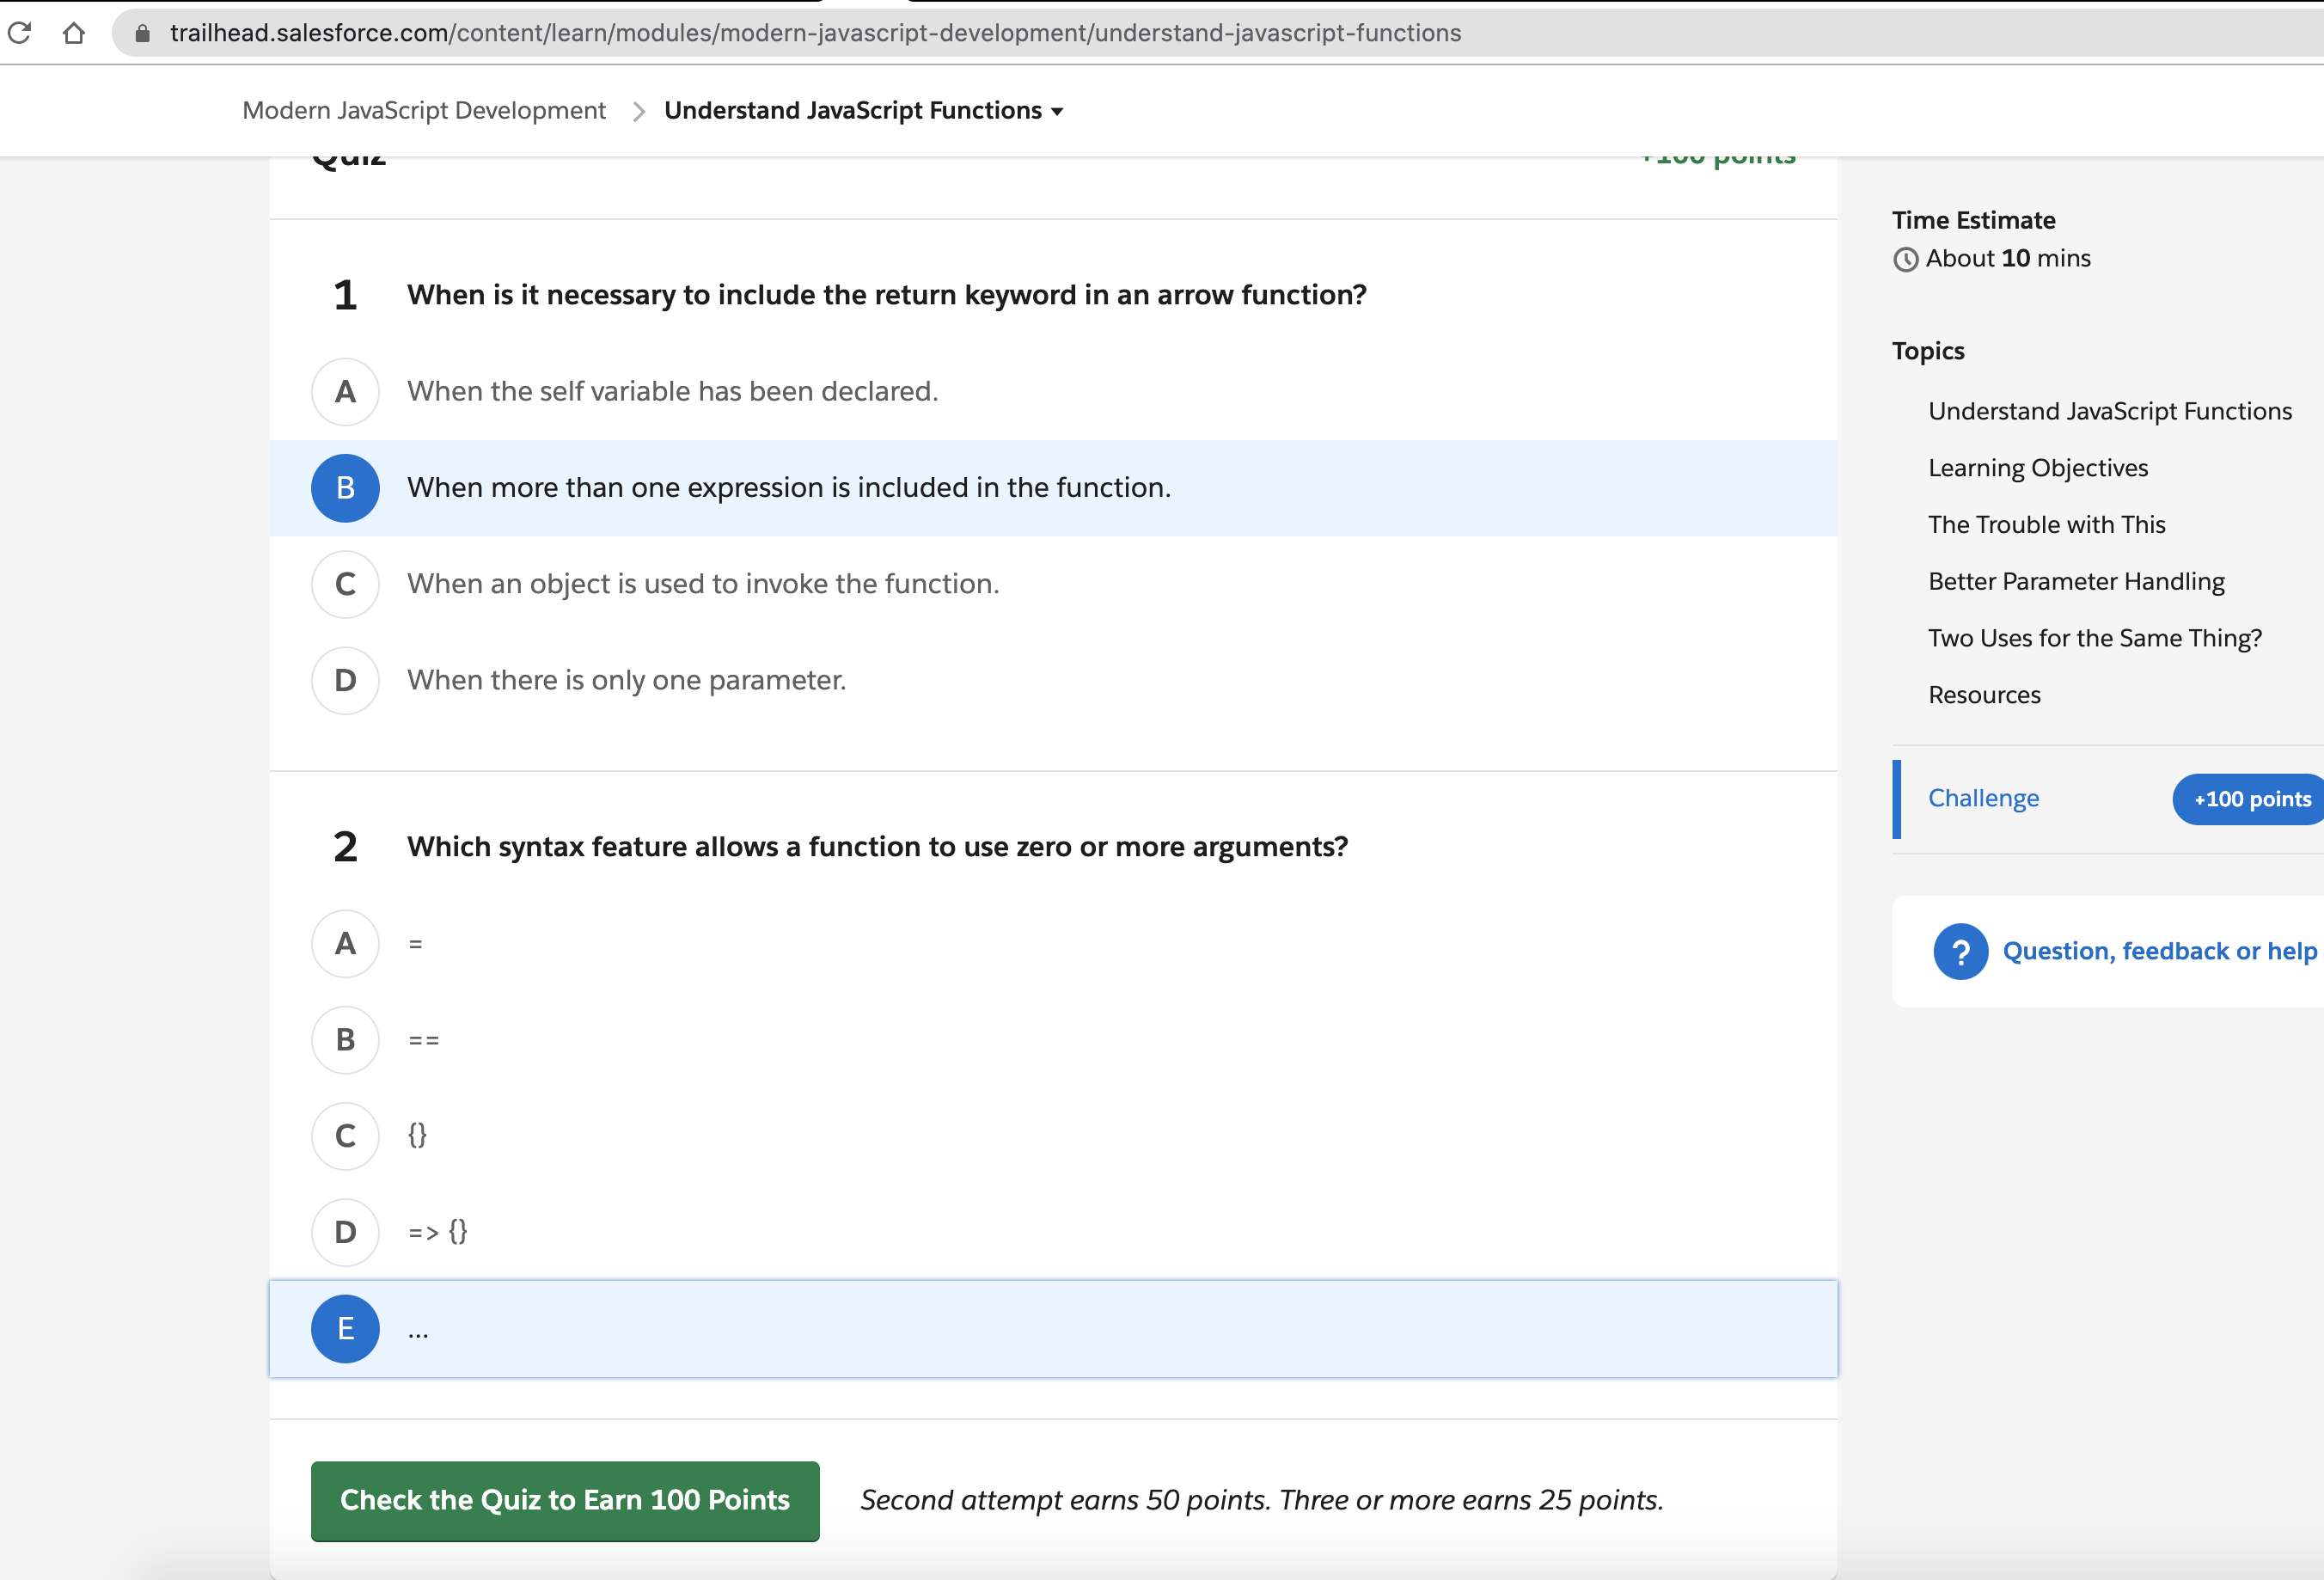 trailhead.salesforce.com/content/learn/modules/modern-javascript-development/understand-javascript-functions
Modern JavaScript Development > Understand JavaScript Functions
Quiz
+100 points
1 When is it necessary to include the return keyword in an arrow function?
A When the self variable has been declared.
B When more than one expression is included in the function.
C When an object is used to invoke the function.
D When there is only one parameter.
2 Which syntax feature allows a function to use zero or more arguments?
A =
B ==
C {}
D => {}
E ...
Check the Quiz to Earn 100 Points
Second attempt earns 50 points. Three or more earns 25 points.
Time Estimate
About 10 mins
Topics
Understand JavaScript Functions
Learning Objectives
The Trouble with This
Better Parameter Handling
Two Uses for the Same Thing?
Resources
Challenge
+100 points
? Question, feedback or help